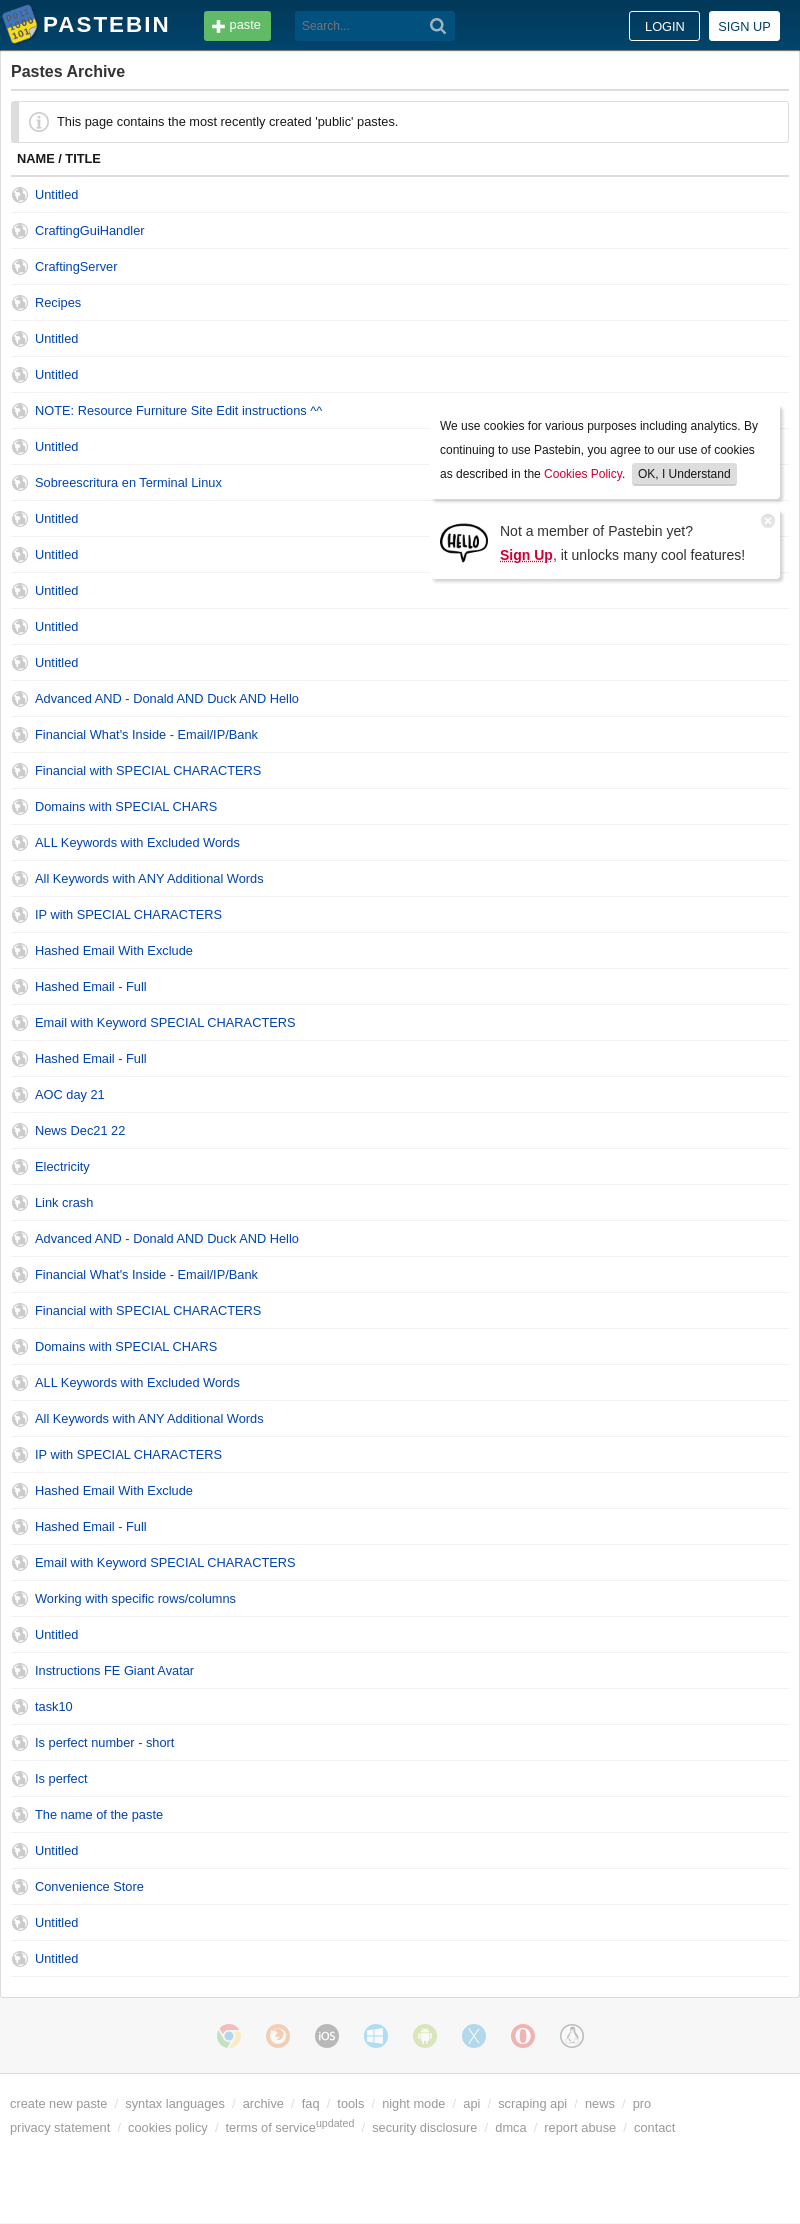 PASTEBIN
paste
Search...
LOGIN
SIGN UP
Pastes Archive
This page contains the most recently created 'public' pastes.
NAME / TITLE
Untitled
CraftingGuiHandler
CraftingServer
Recipes
Untitled
Untitled
NOTE: Resource Furniture Site Edit instructions ^^
Untitled
Sobreescritura en Terminal Linux
Untitled
Untitled
Untitled
Untitled
Untitled
We use cookies for various purposes including analytics. By
continuing to use Pastebin, you agree to our use of cookies
as described in the Cookies Policy. OK, I Understand
HELLO
Not a member of Pastebin yet?
Sign Up, it unlocks many cool features!
Advanced AND - Donald AND Duck AND Hello
Financial What's Inside - Email/IP/Bank
Financial with SPECIAL CHARACTERS
Domains with SPECIAL CHARS
ALL Keywords with Excluded Words
All Keywords with ANY Additional Words
IP with SPECIAL CHARACTERS
Hashed Email With Exclude
Hashed Email - Full
Email with Keyword SPECIAL CHARACTERS
Hashed Email - Full
AOC day 21
News Dec21 22
Electricity
Link crash
Advanced AND - Donald AND Duck AND Hello
Financial What's Inside - Email/IP/Bank
Financial with SPECIAL CHARACTERS
Domains with SPECIAL CHARS
ALL Keywords with Excluded Words
All Keywords with ANY Additional Words
IP with SPECIAL CHARACTERS
Hashed Email With Exclude
Hashed Email - Full
Email with Keyword SPECIAL CHARACTERS
Working with specific rows/columns
Untitled
Instructions FE Giant Avatar
task10
Is perfect number - short
Is perfect
The name of the paste
Untitled
Convenience Store
Untitled
Untitled
iOS
create new paste / syntax languages / archive / faq / tools / night mode / api / scraping api / news / pro
privacy statement / cookies policy / terms of service updated / security disclosure / dmca / report abuse / contact